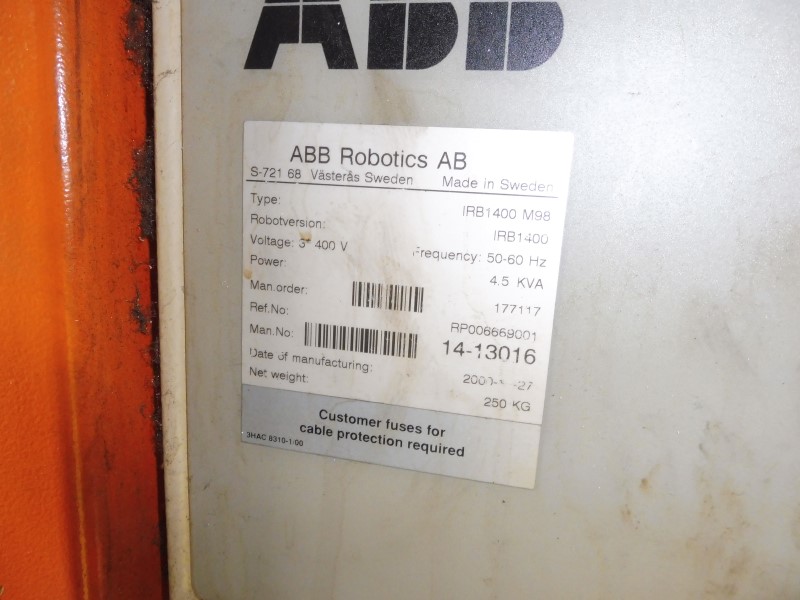 ABB
ABB Robotics AB
S-721 68 Västerås Sweden Made in Sweden
Type: IRB1400 M98
Robotversion: IRB1400
Voltage: 3* 400 V Frequency: 50-60 Hz
Power: 4.5 KVA
Man.order: 177117
Ref.No: RP006669001
Man.No: 14-13016
Date of manufacturing:
Net weight: 250 KG
Customer fuses for
cable protection required
3HAC 8310-1/00